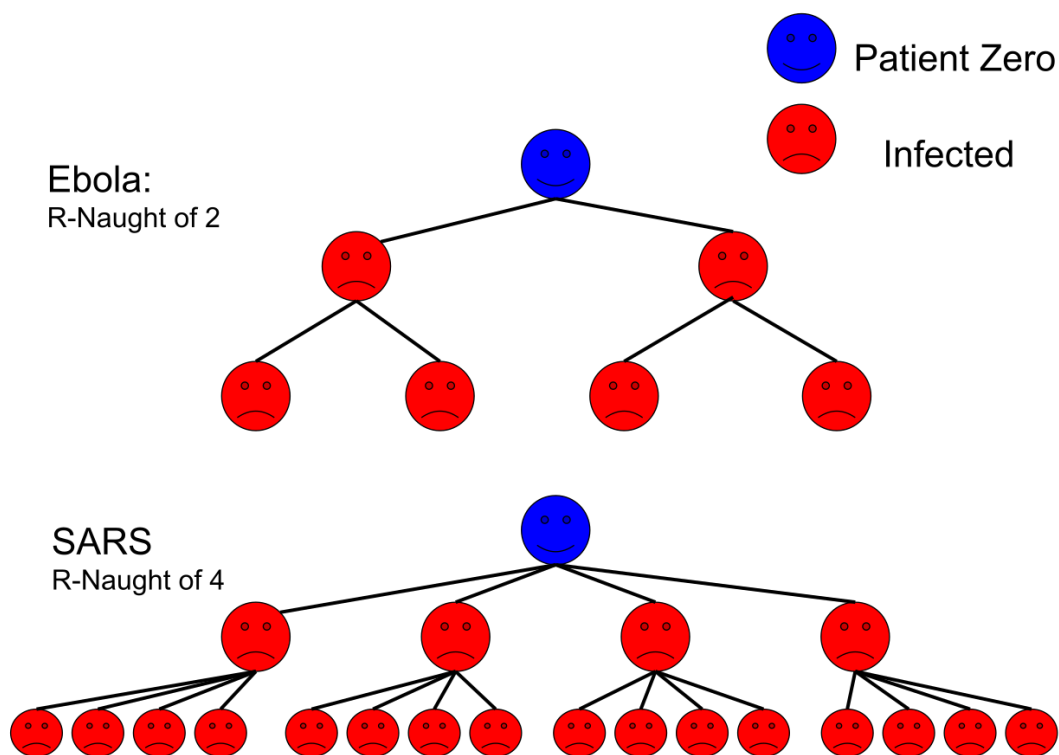 Patient Zero
Infected
Ebola:
R-Naught of 2
SARS
R-Naught of 4